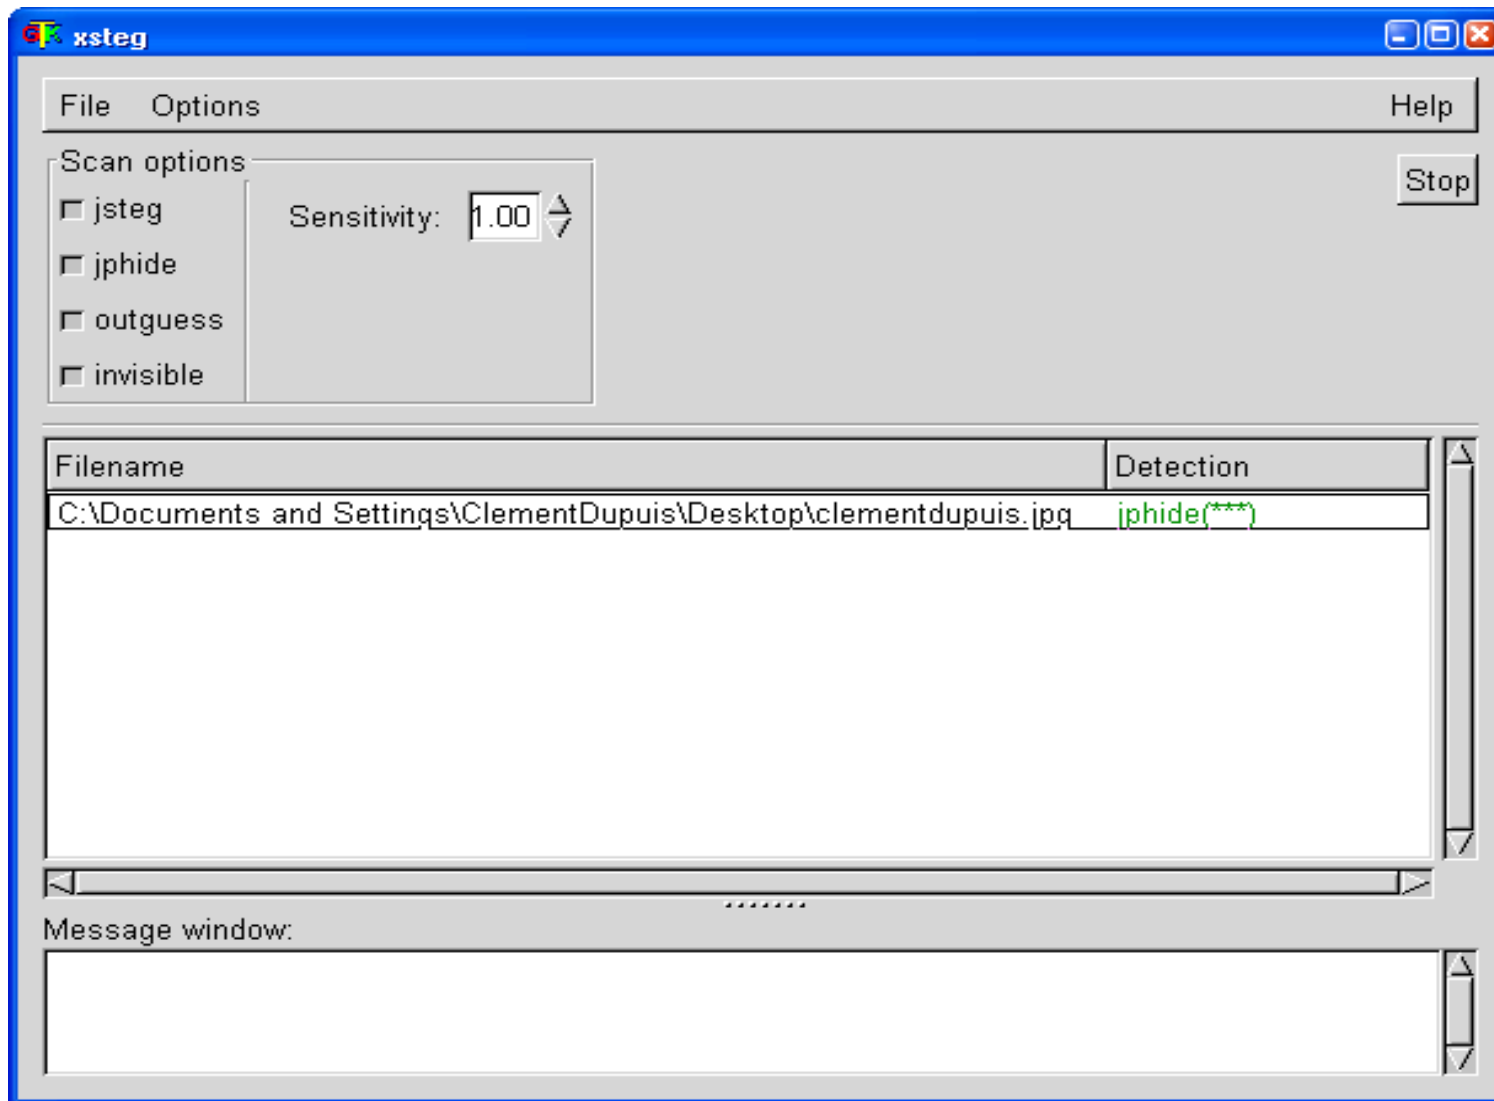 xsteg
File Options Help
Scan options
Stop
jsteg
Sensitivity: 1.00
jphide
outguess
invisible
Filename Detection
C:\Documents and Settings\ClementDupuis\Desktop\clementdupuis.jpg jphide(***)
Message window: